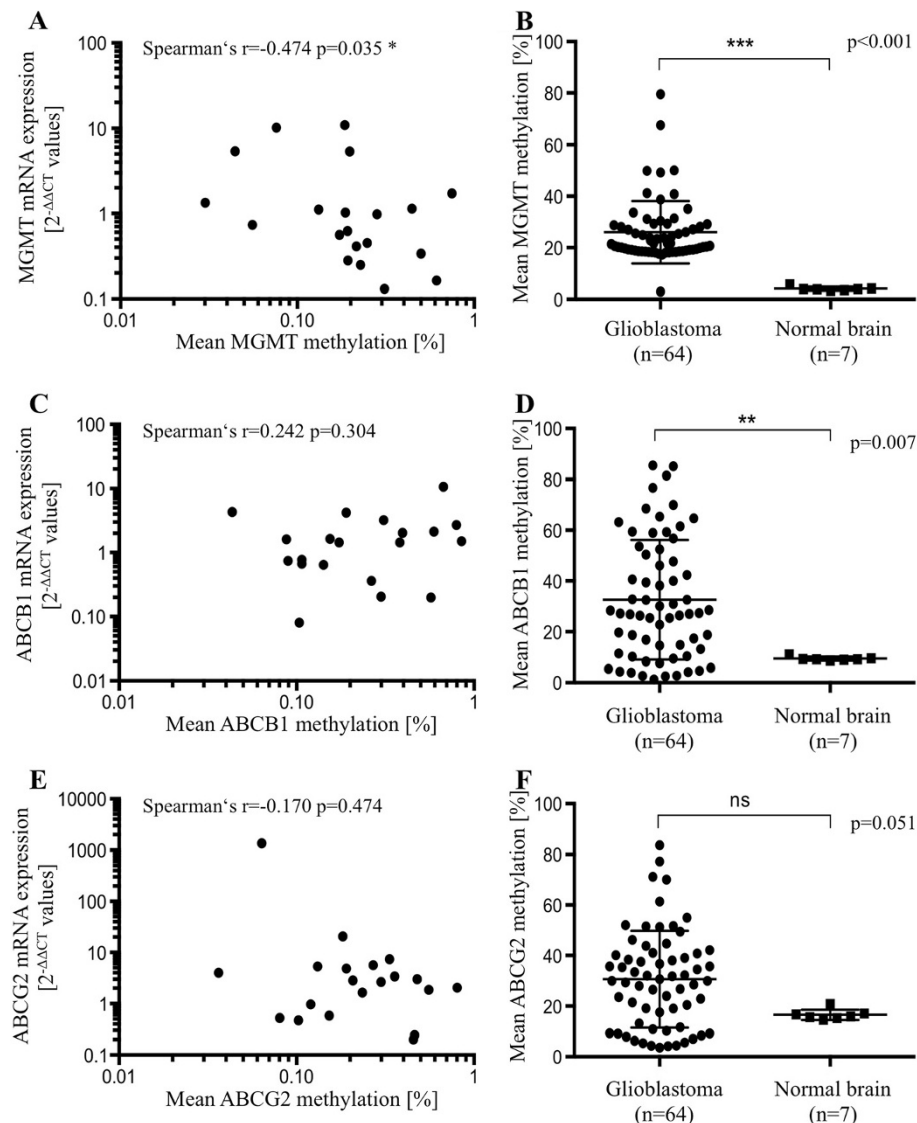 A
Spearman‘s r=-0.474 p=0.035 *
MGMT mRNA expression
[2-ΔΔCT values]
100
10
1
0.1
0.01
0.10
1
Mean MGMT methylation [%]
B
***
p<0.001
Mean MGMT methylation [%]
100
80
60
40
20
0
Glioblastoma
(n=64)
Normal brain
(n=7)
C
Spearman‘s r=0.242 p=0.304
ABCB1 mRNA expression
[2-ΔΔCT values]
100
10
1
0.10
0.01
0.01
0.10
1
Mean ABCB1 methylation [%]
D
**
p=0.007
Mean ABCB1 methylation [%]
100
80
60
40
20
0
Glioblastoma
(n=64)
Normal brain
(n=7)
E
Spearman‘s r=-0.170 p=0.474
ABCG2 mRNA expression
[2-ΔΔCT values]
10000
1000
100
10
1
0.1
0.01
0.10
1
Mean ABCG2 methylation [%]
F
ns
p=0.051
Mean ABCG2 methylation [%]
100
80
60
40
20
0
Glioblastoma
(n=64)
Normal brain
(n=7)